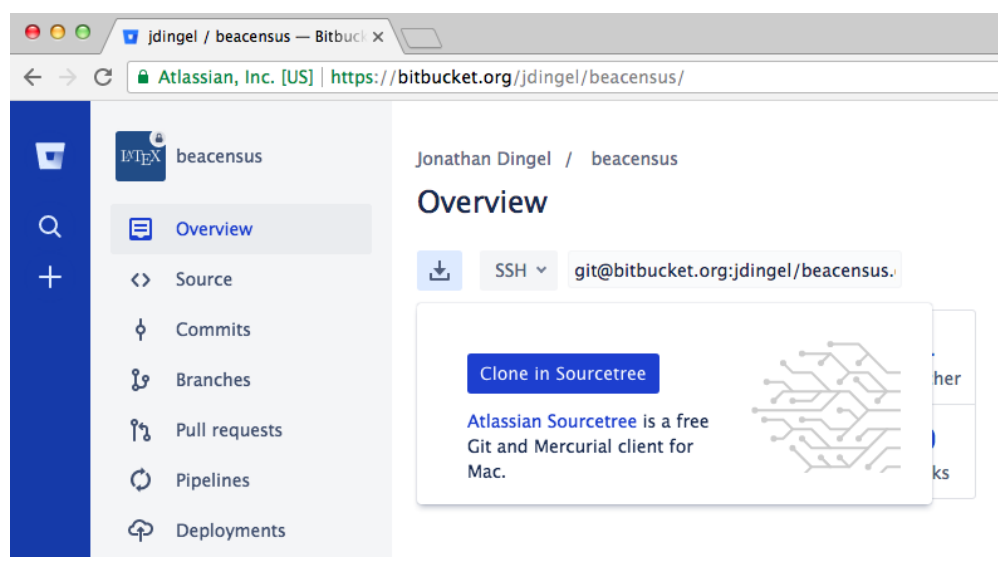 jdingel / beacensus — Bitbuck
Atlassian, Inc. [US] | https://bitbucket.org/jdingel/beacensus/
LATEX beacensus
Jonathan Dingel / beacensus
Overview
Overview
SSH git@bitbucket.org:jdingel/beacensus.
Source
Commits
Branches
Pull requests
Pipelines
Deployments
Clone in Sourcetree
Atlassian Sourcetree is a free
Git and Mercurial client for
Mac.
her
ks